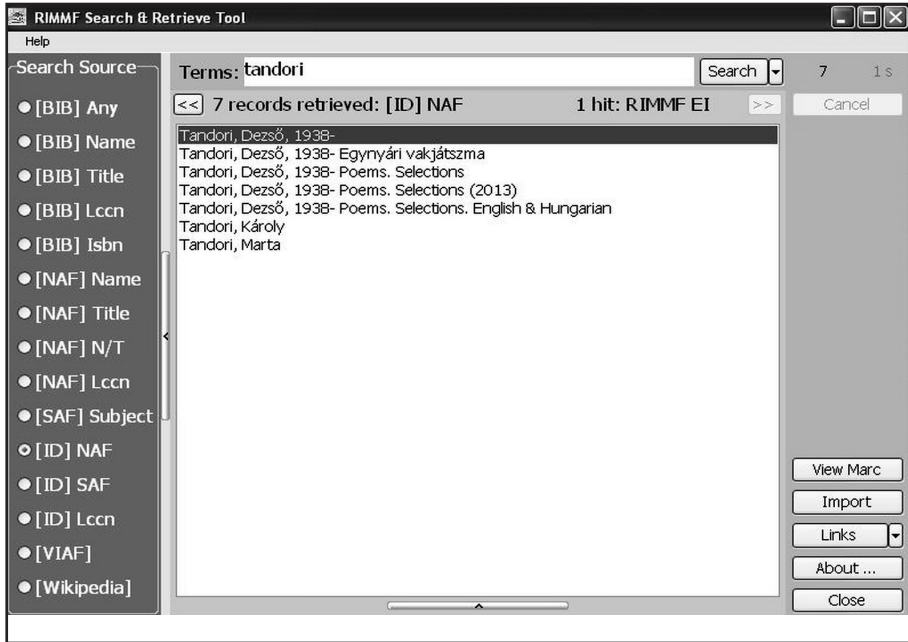 RIMMF Search & Retrieve Tool
Help
Search Source
[BIB] Any
[BIB] Name
[BIB] Title
[BIB] Lccn
[BIB] Isbn
[NAF] Name
[NAF] Title
[NAF] N/T
[NAF] Lccn
[SAF] Subject
[ID] NAF
[ID] SAF
[ID] Lccn
[VIAF]
[Wikipedia]
Terms: tandori
Search
7 1 s
<< 7 records retrieved: [ID] NAF 1 hit: RIMMF EI >>
Cancel
Tandori, Dezső, 1938-
Tandori, Dezső, 1938- Egynyári vakjátszma
Tandori, Dezső, 1938- Poems. Selections
Tandori, Dezső, 1938- Poems. Selections (2013)
Tandori, Dezső, 1938- Poems. Selections. English & Hungarian
Tandori, Károly
Tandori, Marta
View Marc
Import
Links
About ...
Close